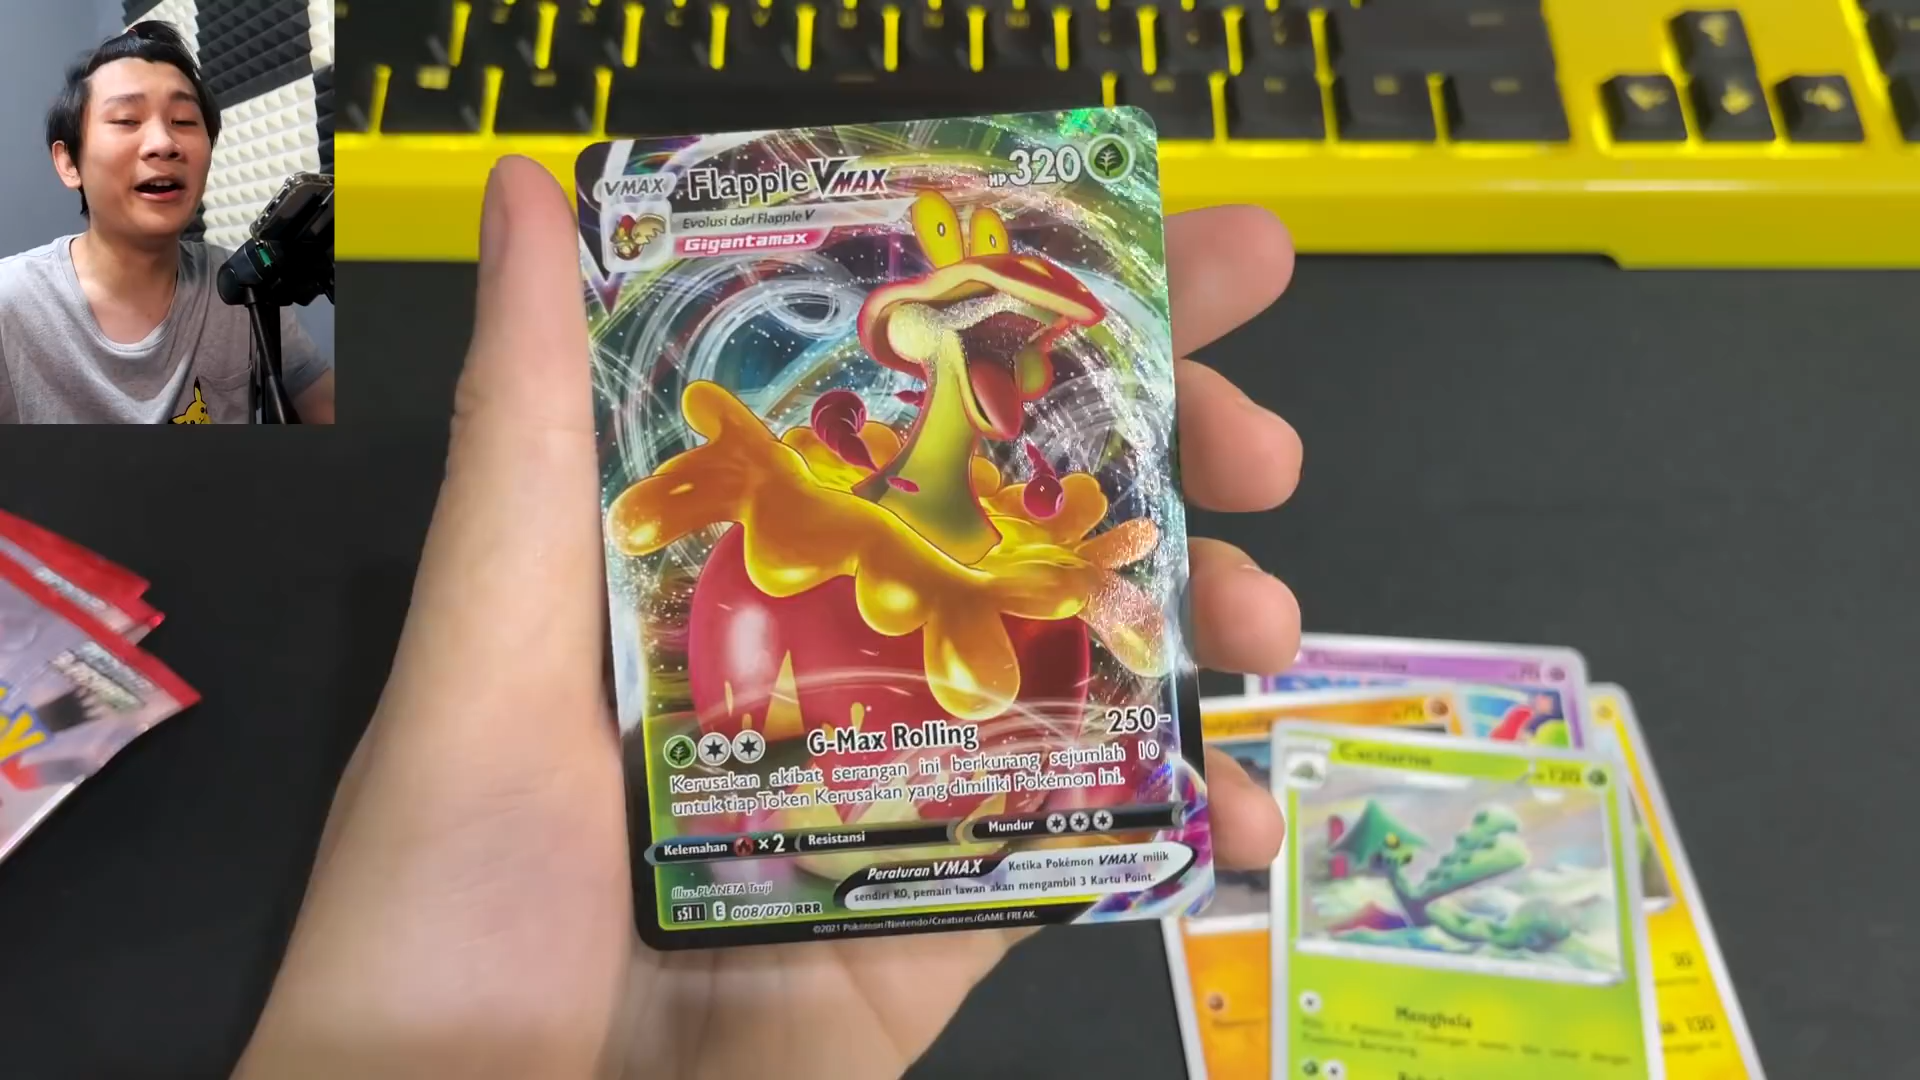 VMAX Flapple VMAX HP 320
Evolusi dari Flapple V
Gigantamax
G-Max Rolling 250-
Kerusakan akibat serangan ini berkurang sejumlah 10
untuk tiap Token Kerusakan yang dimiliki Pokémon ini.
Kelemahan ×2 Resistansi Mundur
Peraturan VMAX Ketika Pokémon VMAX milik
sendiri KO, pemain lawan akan mengambil 3 Kartu Point.
Illus. PLANETA Tsuji
E 008/070 RRR
©2021 Pokémon/Nintendo/Creatures/GAME FREAK.
Cacturne 120
Menghela
30
130